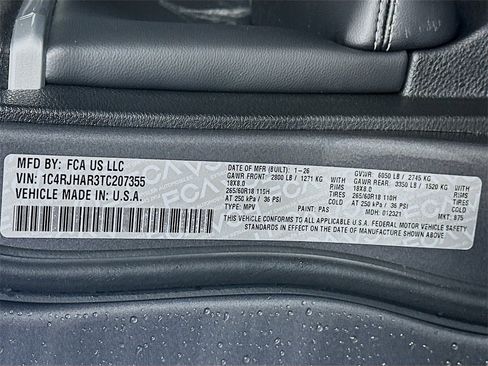 MFD BY: FCA US LLC
VIN: 1C4RJHAR3TC207355
VEHICLE MADE IN: U.S.A.
DATE OF MFR (BUILT): 1-26 GVWR: 6050 LB / 2745 KG
GAWR FRONT: 2800 LB / 1271 KG WITH GAWR REAR: 3350 LB / 1520 KG WITH
18X8.0 RIMS 18X8.0 RIMS
265/60R18 110H TIRES 265/60R18 110H TIRES
AT 250 kPa / 36 PSI COLD AT 250 kPa / 36 PSI COLD
TYPE: MPV PAINT: PAS MDH: 012321 MKT: 875
THIS VEHICLE CONFORMS TO ALL APPLICABLE U.S.A. FEDERAL MOTOR VEHICLE SAFETY
STANDARDS IN EFFECT ON THE DATE OF MANUFACTURE SHOWN ABOVE.
FCA